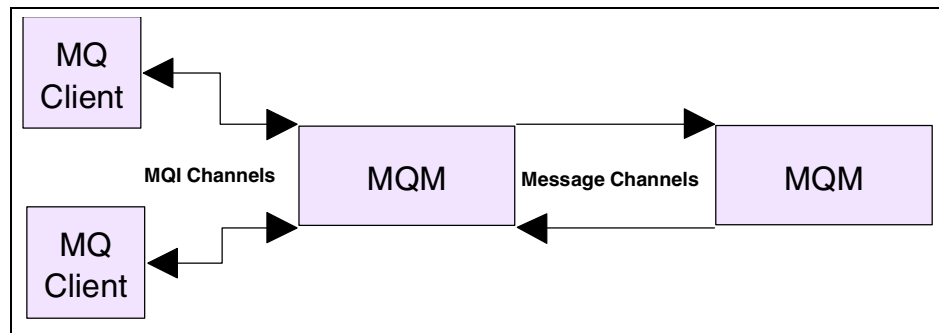 MQ
Client
MQI Channels
MQM
Message Channels
MQM
MQ
Client